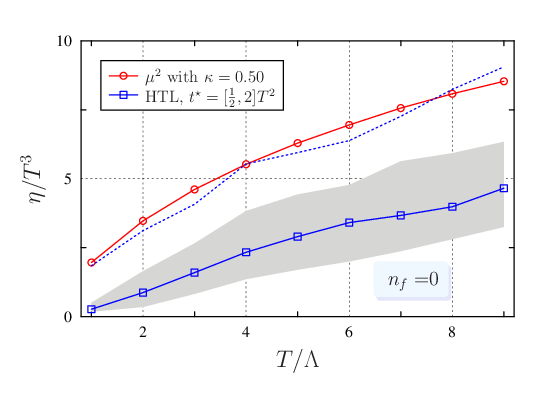 10
5
0
η/T³
μ² with κ = 0.50
HTL, t⋆ = [1/2, 2]T²
n_f =0
2 4 6 8
T/Λ